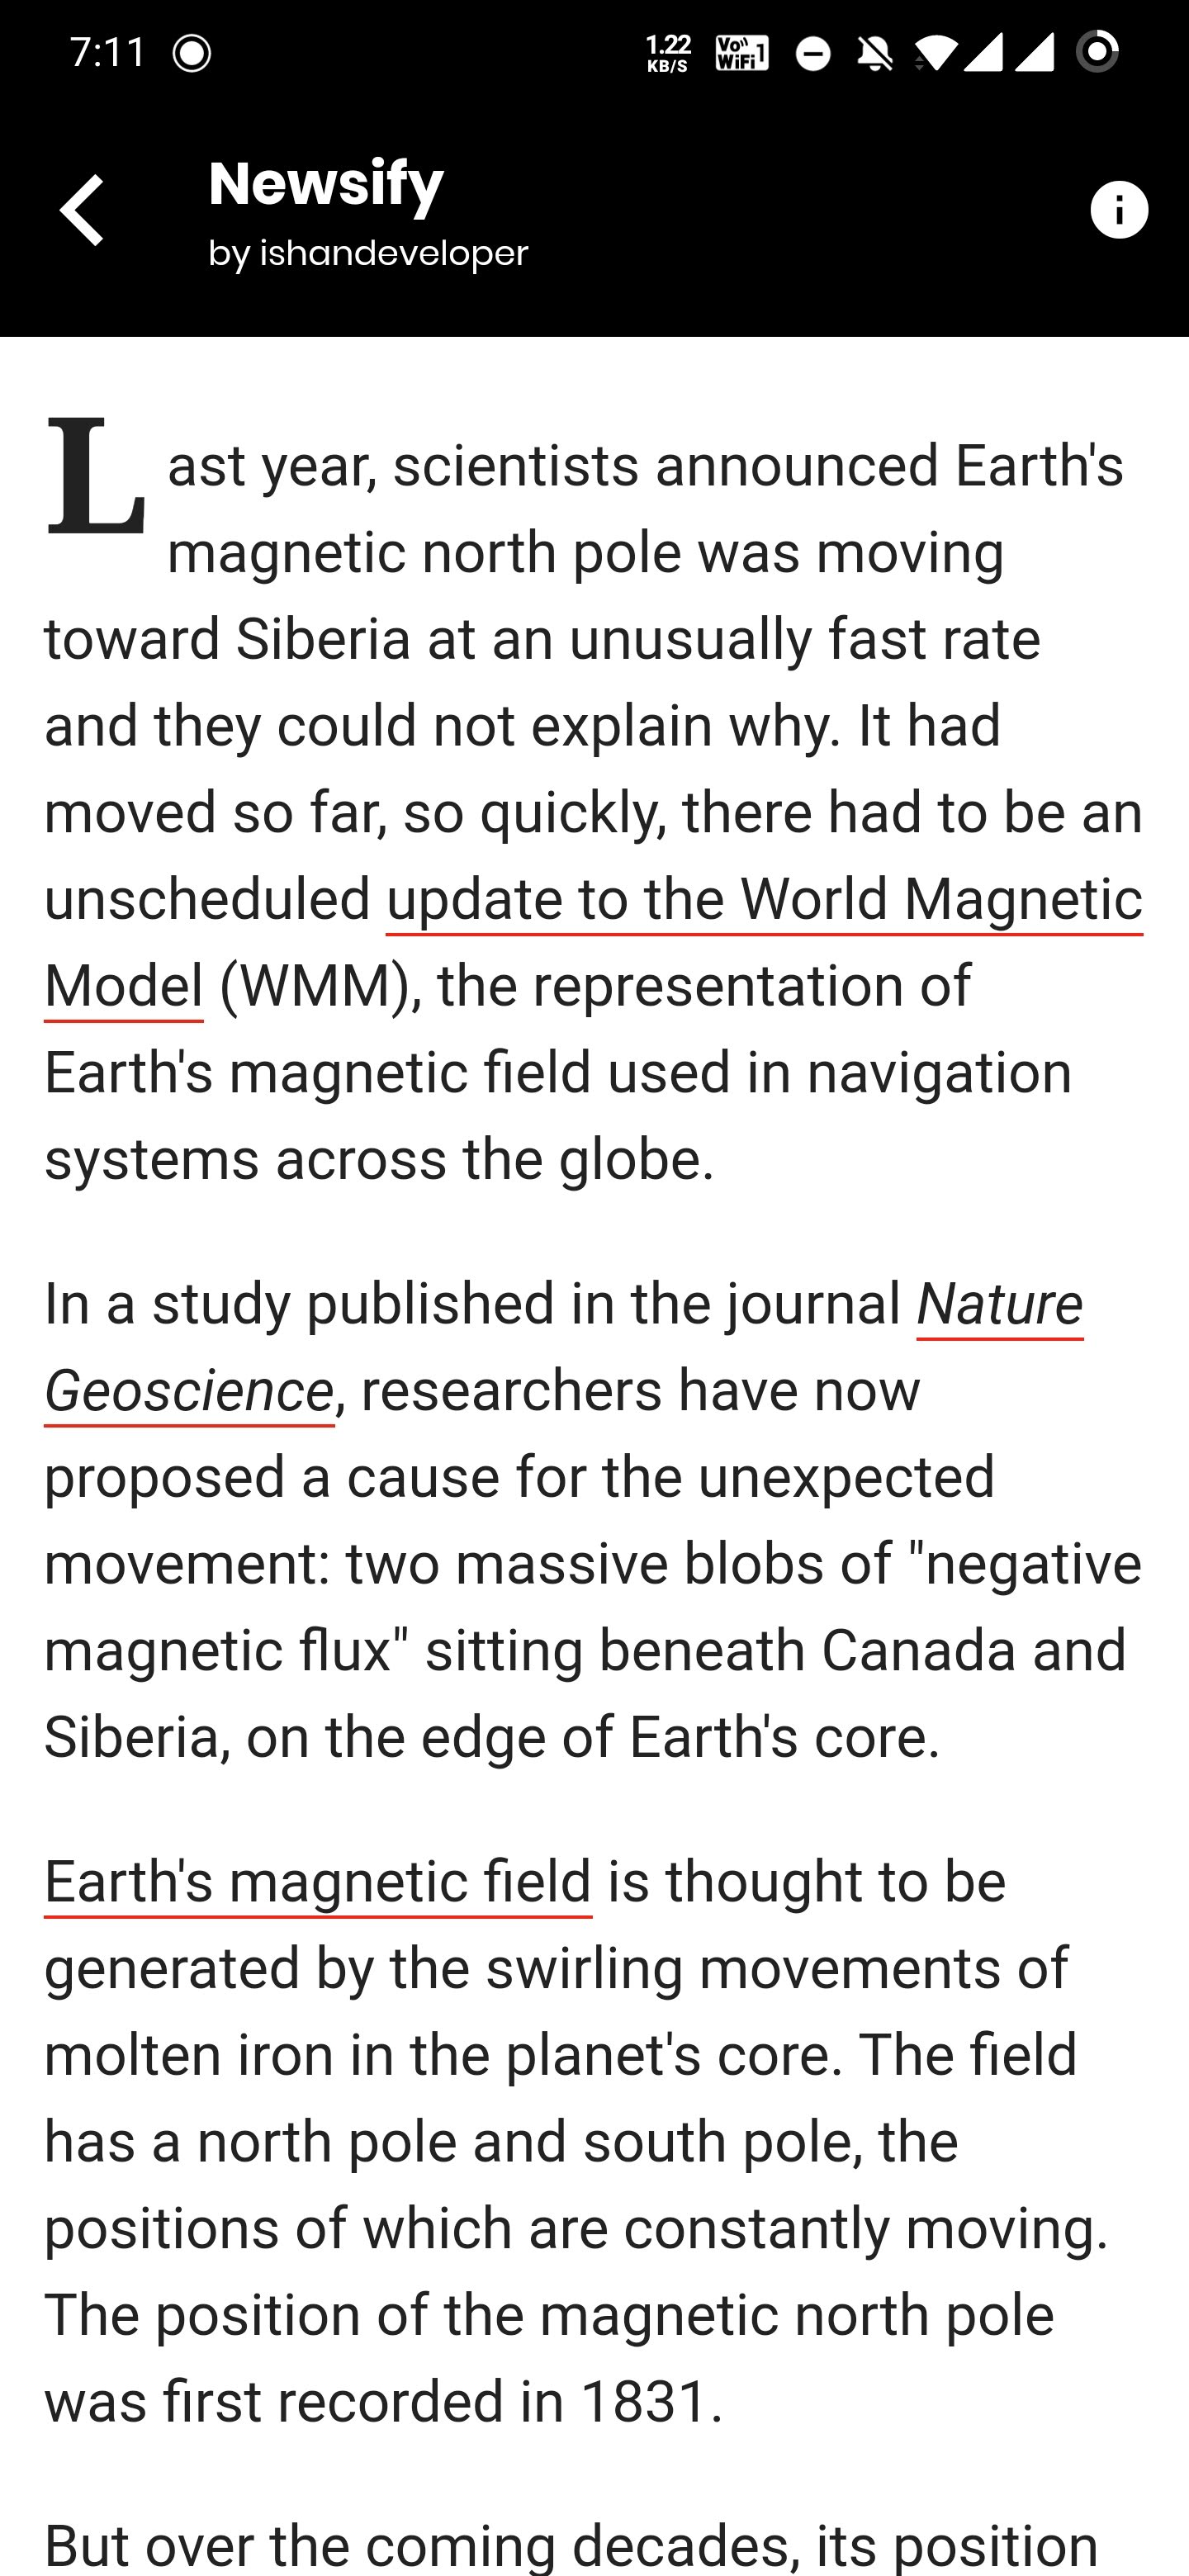 7:11
1.22
KB/S
Vo
WiFi 1
Newsify
by ishandeveloper
Last year, scientists announced Earth's
magnetic north pole was moving
toward Siberia at an unusually fast rate
and they could not explain why. It had
moved so far, so quickly, there had to be an
unscheduled update to the World Magnetic
Model (WMM), the representation of
Earth's magnetic field used in navigation
systems across the globe.
In a study published in the journal Nature
Geoscience, researchers have now
proposed a cause for the unexpected
movement: two massive blobs of "negative
magnetic flux" sitting beneath Canada and
Siberia, on the edge of Earth's core.
Earth's magnetic field is thought to be
generated by the swirling movements of
molten iron in the planet's core. The field
has a north pole and south pole, the
positions of which are constantly moving.
The position of the magnetic north pole
was first recorded in 1831.
But over the coming decades, its position